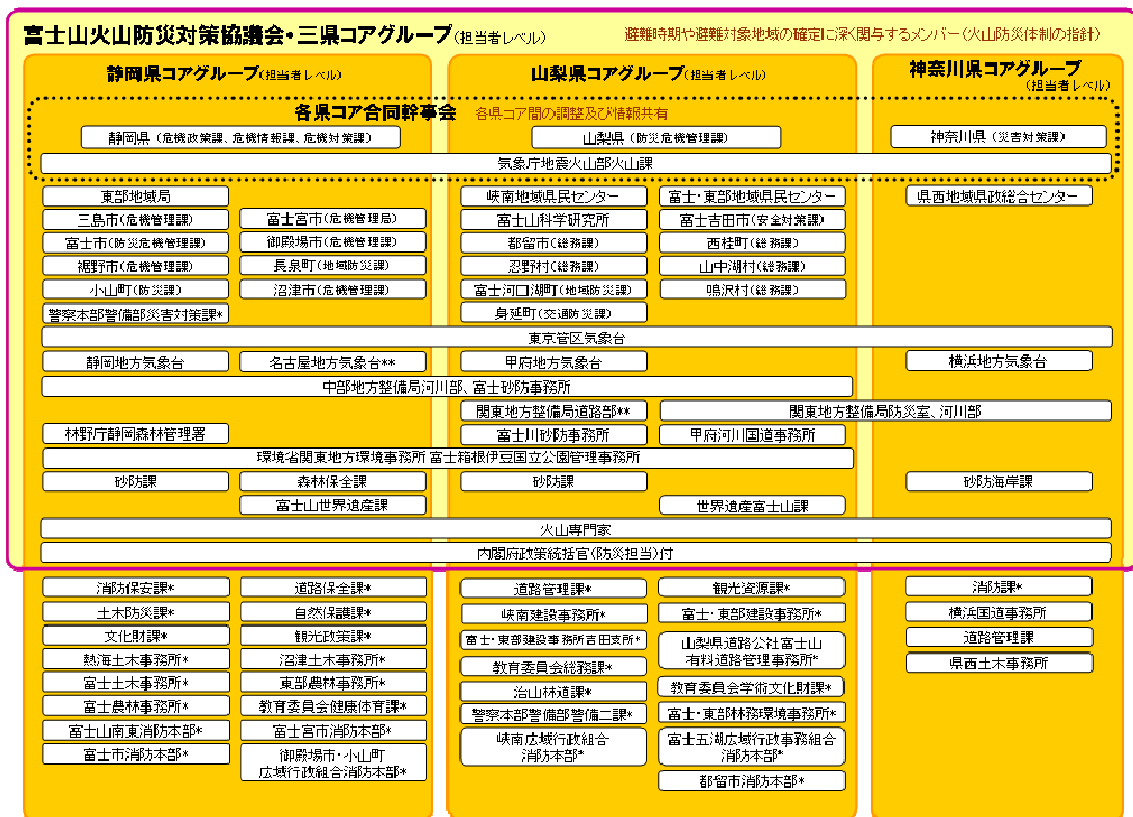 富士山火山防災対策協議会・三県コアグループ(担当者レベル)
避難時期や避難対象地域の確定に深く関与するメンバー(火山防災体制の指針)
静岡県コアグループ(担当者レベル)
山梨県コアグループ(担当者レベル)
神奈川県コアグループ
(担当者レベル)
各県コア合同幹事会 各県コア間の調整及び情報共有
静岡県(危機政策課、危機情報課、危機対策課)
山梨県(防災危機管理課)
神奈川県(災害対策課)
気象庁地震火山部火山課
東部地域局
峡南地域県民センター
富士・東部地域県民センター
県西地域県政総合センター
三島市(危機管理課)
富士宮市(危機管理局)
富士山科学研究所
富士吉田市(安全対策課)
富士市(防災危機管理課)
御殿場市(危機管理課)
都留市(総務課)
西桂町(総務課)
裾野市(危機管理課)
長泉町(地域防災課)
忍野村(総務課)
山中湖村(総務課)
小山町(防災課)
沼津市(危機管理課)
富士河口湖町(地域防災課)
鳴沢村(総務課)
警察本部警備部災害対策課*
身延町(交通防災課)
東京管区気象台
静岡地方気象台
名古屋地方気象台**
甲府地方気象台
横浜地方気象台
中部地方整備局河川部、富士砂防事務所
関東地方整備局道路部**
関東地方整備局防災室、河川部
林野庁静岡森林管理署
富士川砂防事務所
甲府河川国道事務所
環境省関東地方環境事務所 富士箱根伊豆国立公園管理事務所
砂防課
森林保全課
砂防課
砂防海岸課
富士山世界遺産課
世界遺産富士山課
火山専門家
内閣府政策統括官(防災担当)付
消防保安課*
道路保全課*
道路管理課*
観光資源課*
消防課*
土木防災課*
自然保護課*
峡南建設事務所*
富士・東部建設事務所*
横浜国道事務所
文化財課*
観光政策課*
富士・東部建設事務所吉田支所*
山梨県道路公社富士山
有料道路管理事務所*
道路管理課
熱海土木事務所*
沼津土木事務所*
教育委員会総務課*
県西土木事務所
富士土木事務所*
東部農林事務所*
治山林道課*
教育委員会学術文化財課*
富士農林事務所*
教育委員会健康体育課*
警察本部警備部警備二課*
富士・東部林務環境事務所*
富士山南東消防本部*
富士宮市消防本部*
峡南広域行政組合
消防本部*
富士五湖広域行政事務組合
消防本部*
富士市消防本部*
御殿場市・小山町
広域行政組合消防本部*
都留市消防本部*